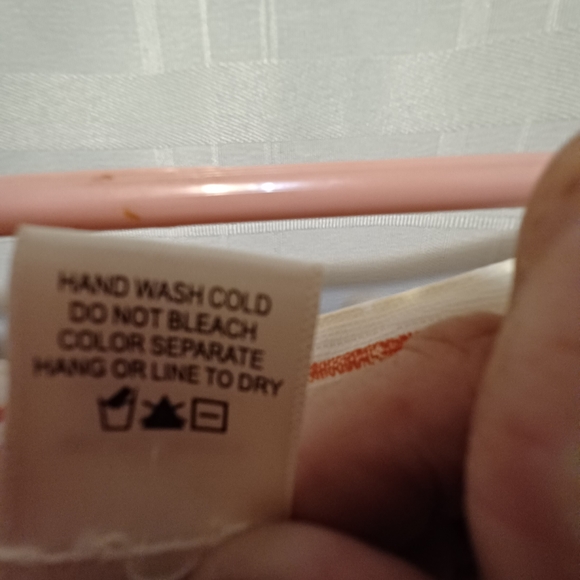 HAND WASH COLD
DO NOT BLEACH
COLOR SEPARATE
HANG OR LINE TO DRY